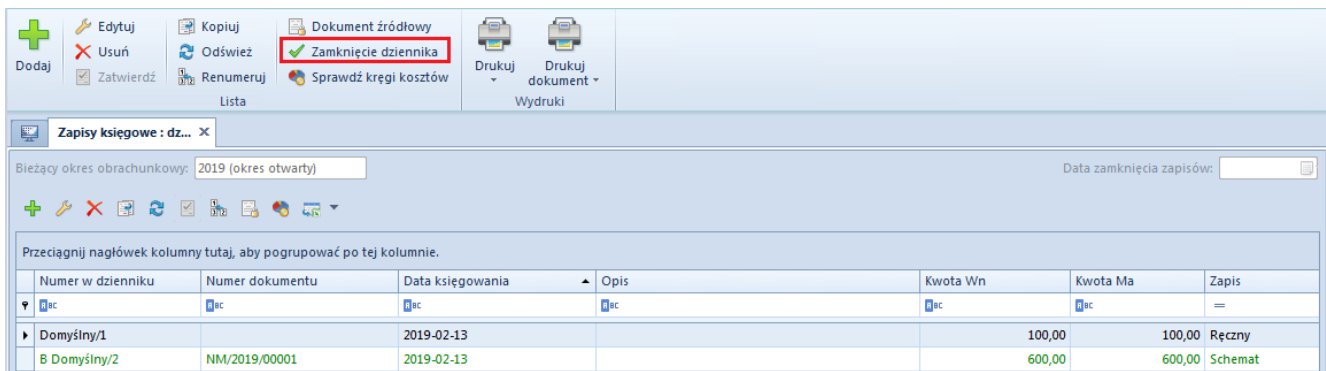 Dodaj
Edytuj
Usuń
Zatwierdź
Kopiuj
Odśwież
Renumeruj
Dokument źródłowy
Zamknięcie dziennika
Sprawdź kręgi kosztów
Lista
Drukuj
Drukuj
dokument
Wydruki
Zapisy księgowe : dz...
Bieżący okres obrachunkowy: 2019 (okres otwarty) Data zamknięcia zapisów:
Przeciągnij nagłówek kolumny tutaj, aby pogrupować po tej kolumnie.
Numer w dzienniku Numer dokumentu Data księgowania Opis Kwota Wn Kwota Ma Zapis
Domyślny/1 2019-02-13 100,00 100,00 Ręczny
B Domyślny/2 NM/2019/00001 2019-02-13 600,00 600,00 Schemat